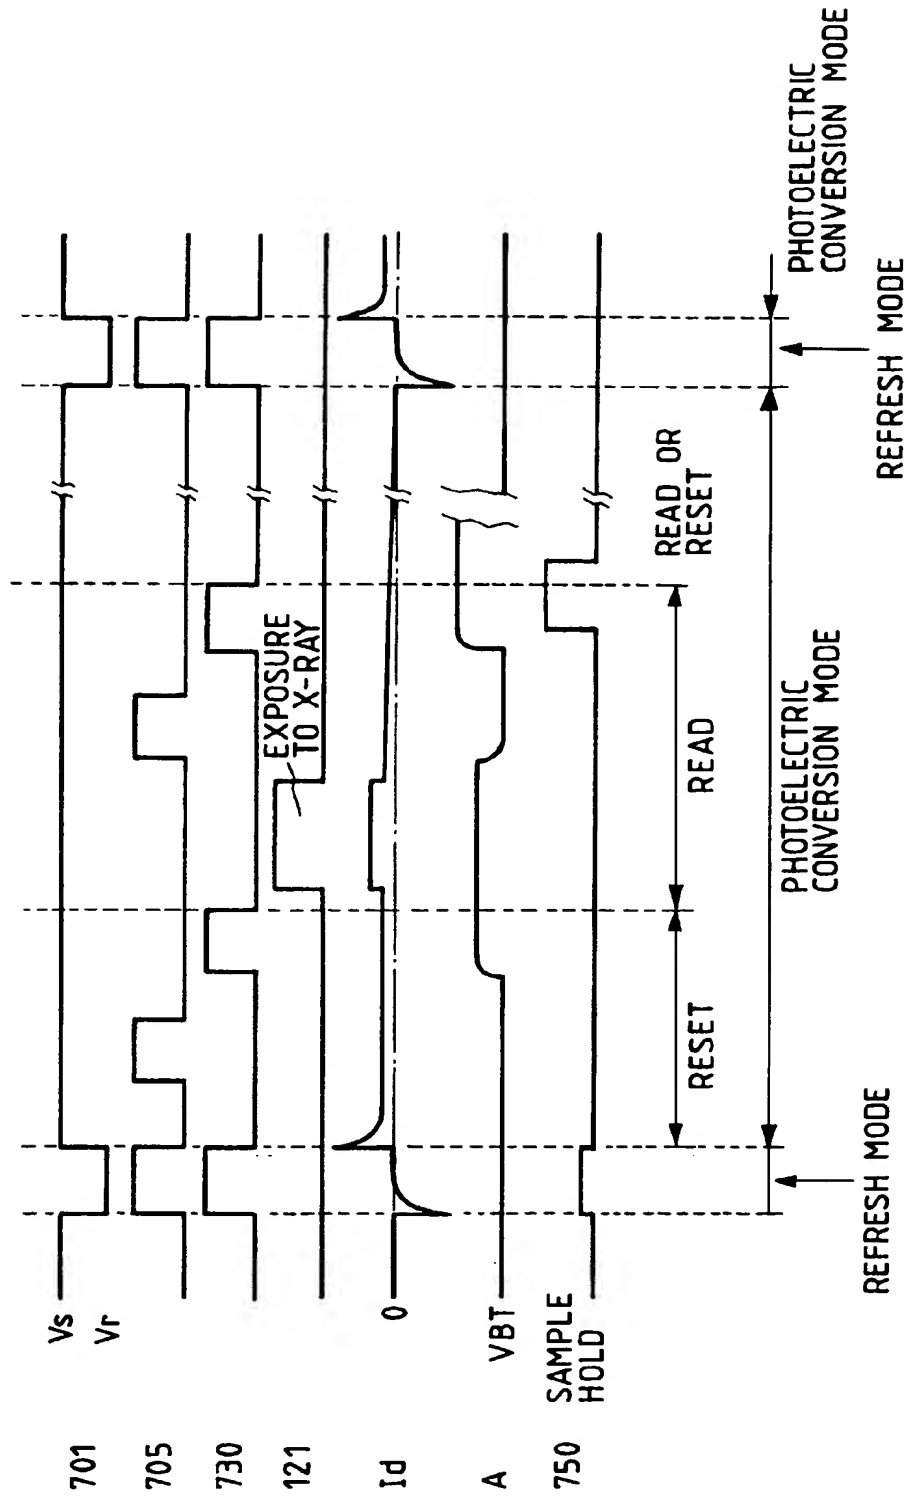 701
Vs
Vr
705
730
121
EXPOSURE
TO X-RAY
Id
0
A
VBT
750
SAMPLE
HOLD
RESET
READ
READ OR
RESET
REFRESH MODE
PHOTOELECTRIC
CONVERSION MODE
REFRESH MODE
PHOTOELECTRIC
CONVERSION MODE